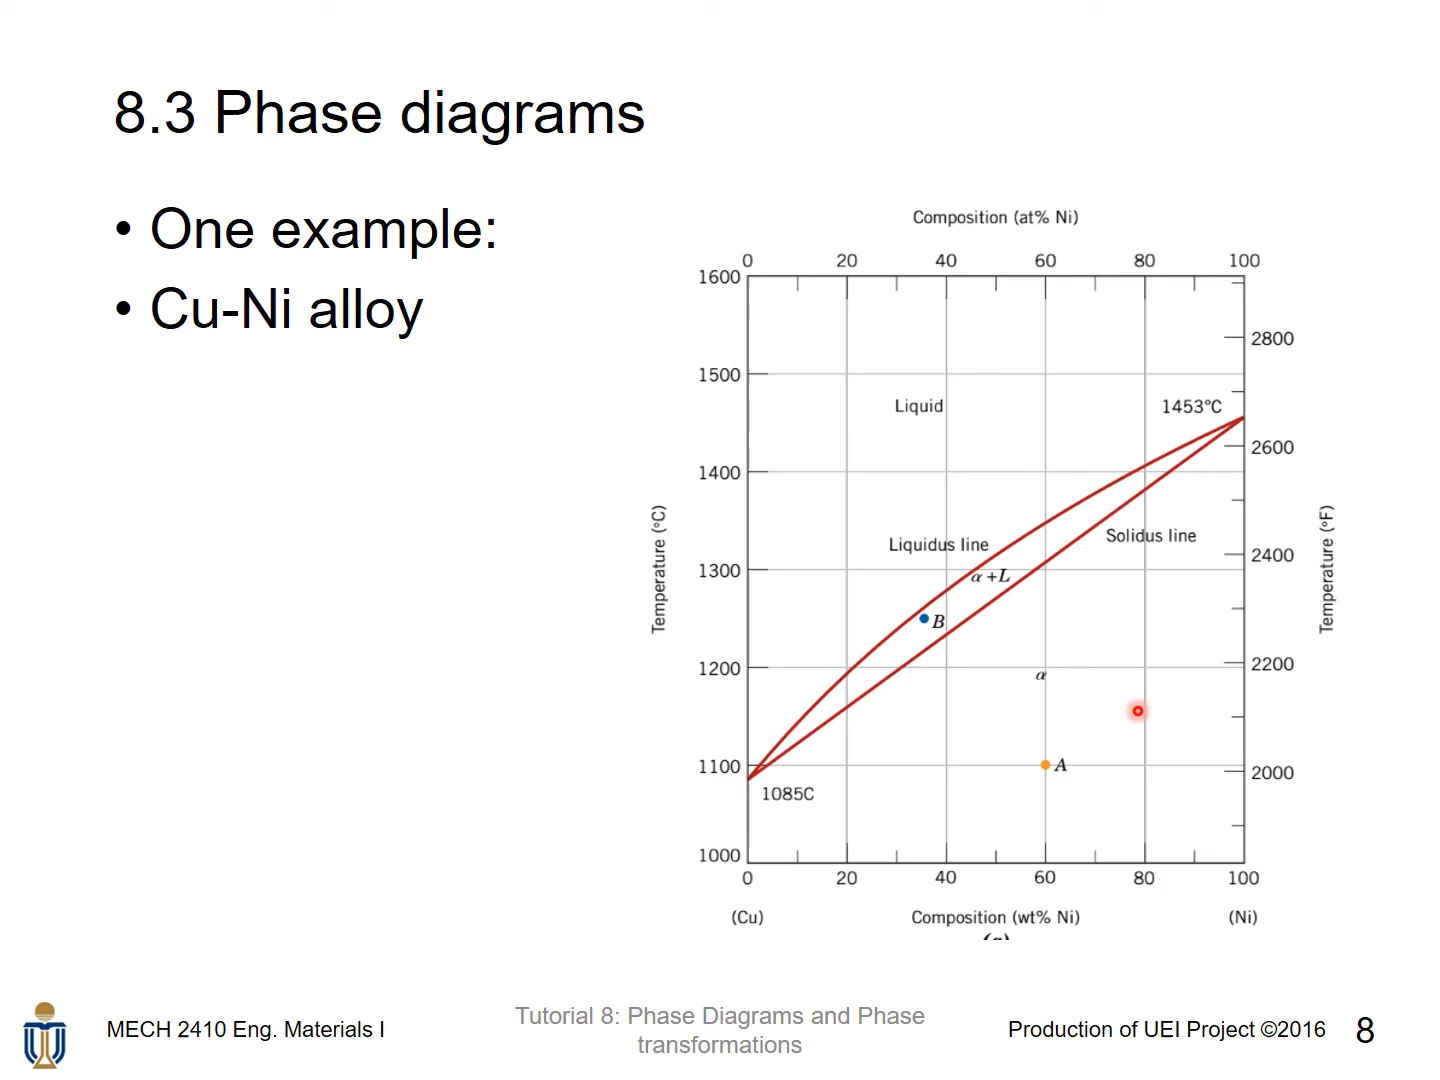 8.3 Phase diagrams
• One example:
• Cu-Ni alloy
Composition (at% Ni)
0 20 40 60 80 100
1600
2800
1500
Liquid
1453°C
2600
1400
Liquidus line
Solidus line
2400
1300
α +L
B
1200
2200
α
1100
A
2000
1085C
1000
0 20 40 60 80 100
(Cu) Composition (wt% Ni) (Ni)
Temperature (°C)
Temperature (°F)
MECH 2410 Eng. Materials I
Tutorial 8: Phase Diagrams and Phase
transformations
Production of UEI Project ©2016 8